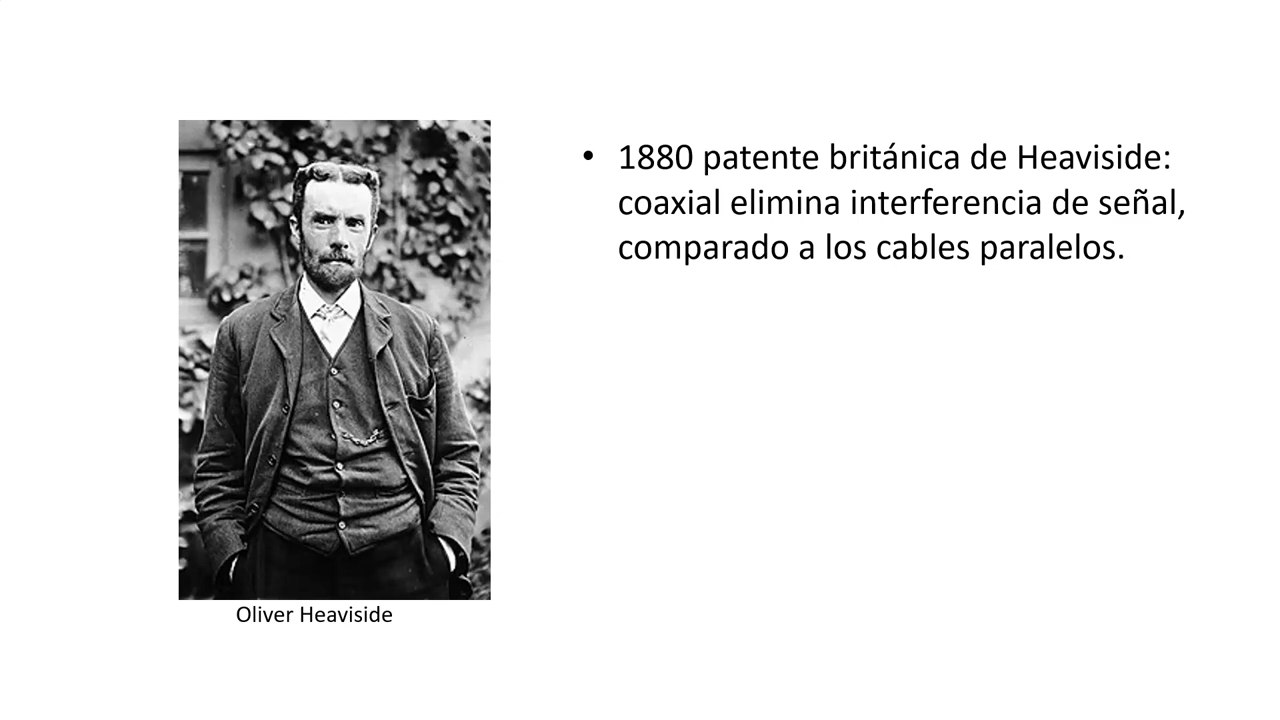 • 1880 patente británica de Heaviside:
coaxial elimina interferencia de señal,
comparado a los cables paralelos.
Oliver Heaviside